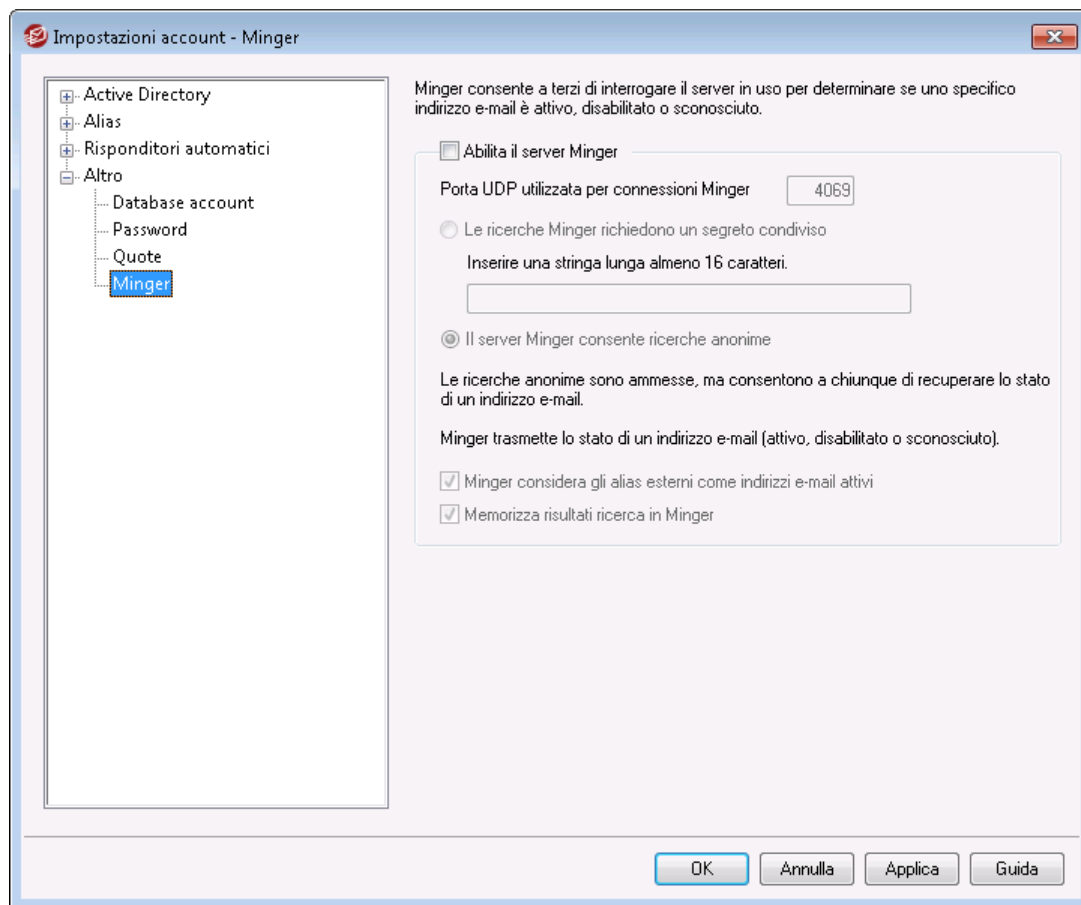 Impostazioni account - Minger
Active Directory
Alias
Risponditori automatici
Altro
Database account
Password
Quote
Minger
Minger consente a terzi di interrogare il server in uso per determinare se uno specifico
indirizzo e-mail è attivo, disabilitato o sconosciuto.
Abilita il server Minger
Porta UDP utilizzata per connessioni Minger 4069
Le ricerche Minger richiedono un segreto condiviso
Inserire una stringa lunga almeno 16 caratteri.
Il server Minger consente ricerche anonime
Le ricerche anonime sono ammesse, ma consentono a chiunque di recuperare lo stato
di un indirizzo e-mail.
Minger trasmette lo stato di un indirizzo e-mail (attivo, disabilitato o sconosciuto).
Minger considera gli alias esterni come indirizzi e-mail attivi
Memorizza risultati ricerca in Minger
OK Annulla Applica Guida